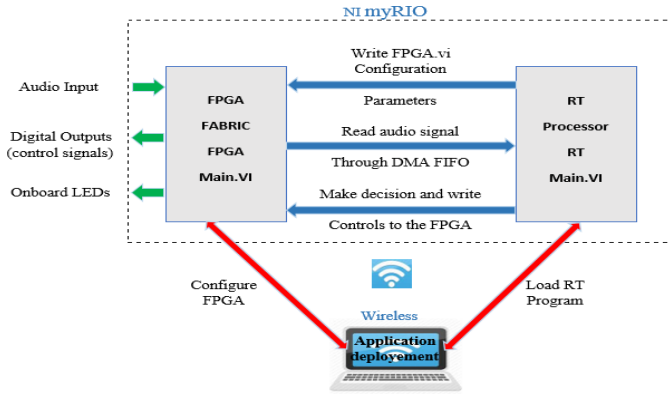 NI myRIO
Write FPGA.vi
Configuration
Parameters
Audio Input
Digital Outputs
(control signals)
Onboard LEDs
FPGA
FABRIC
FPGA
Main.VI
Read audio signal
Through DMA FIFO
Make decision and write
Controls to the FPGA
RT
Processor
RT
Main.VI
Configure
FPGA
Load RT
Program
Wireless
Application
deployement